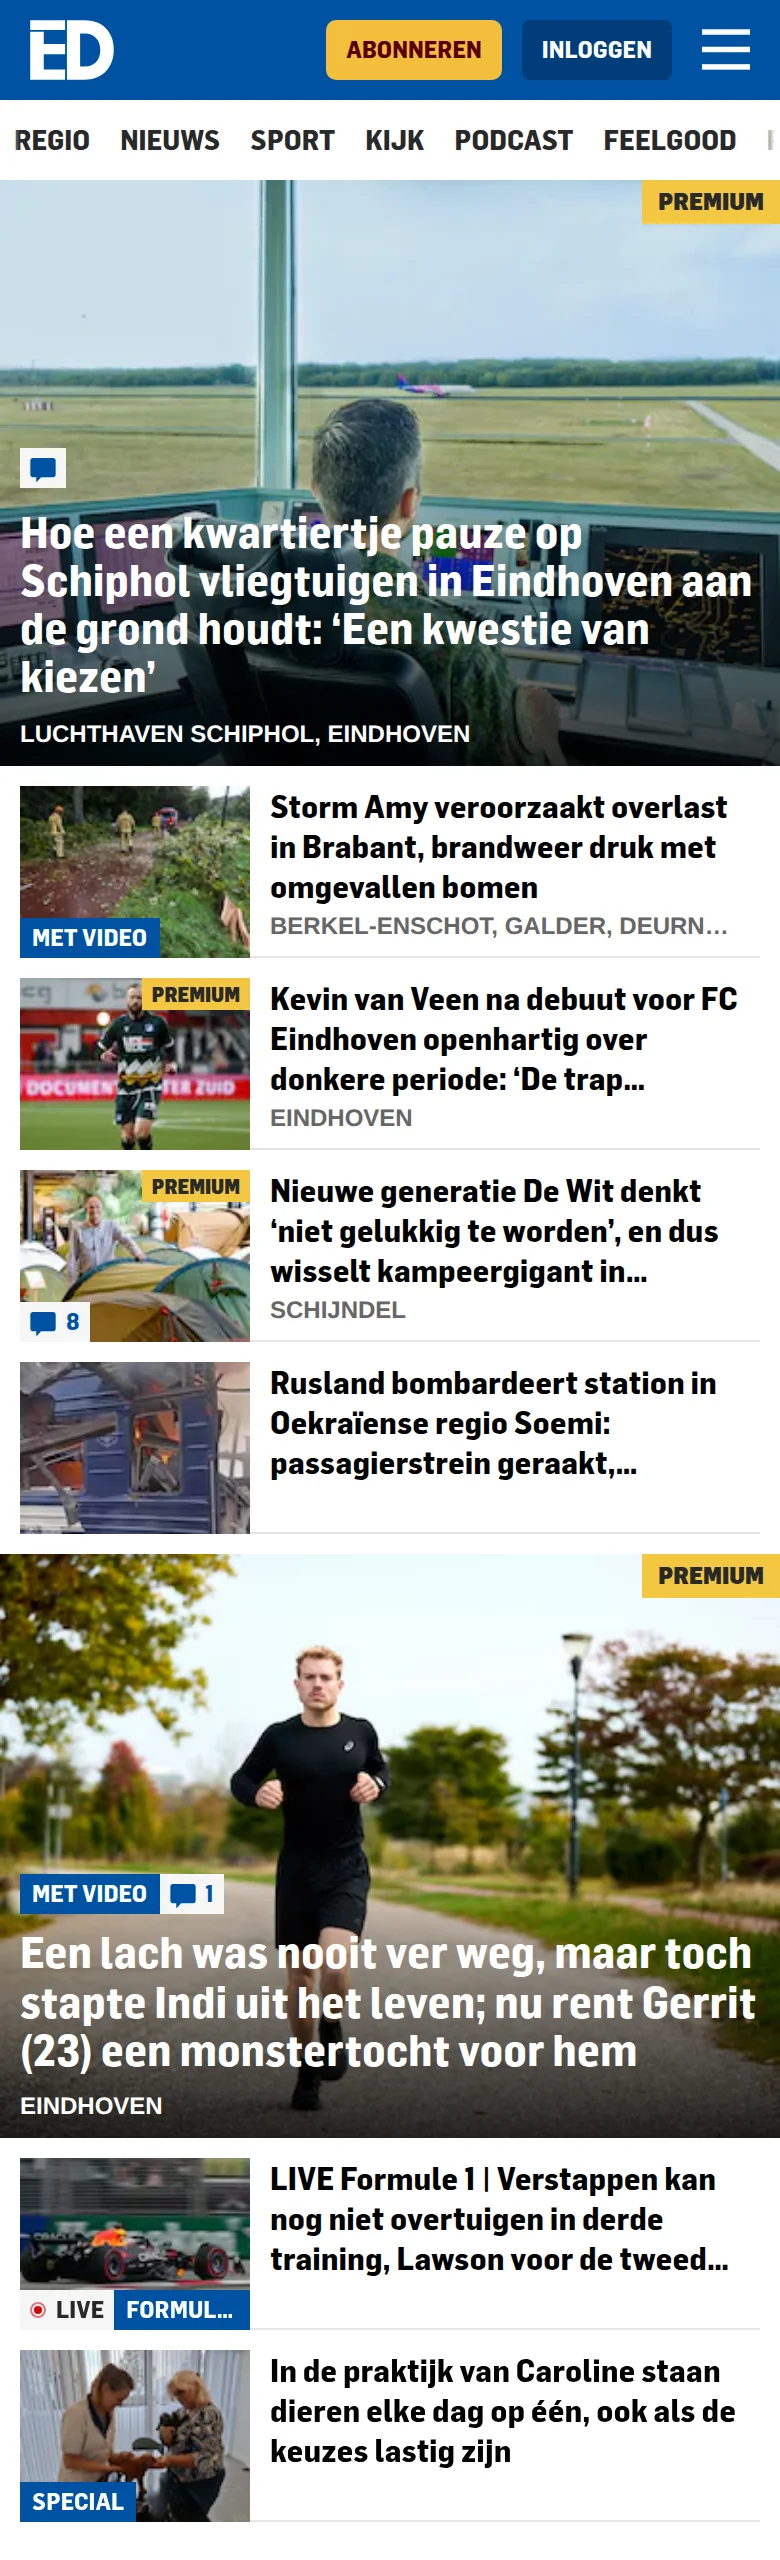 ED
ABONNEREN
INLOGGEN
REGIO NIEUWS SPORT KIJK PODCAST FEELGOOD
PREMIUM
Hoe een kwartiertje pauze op
Schiphol vliegtuigen in Eindhoven aan
de grond houdt: ‘Een kwestie van
kiezen’
LUCHTHAVEN SCHIPHOL, EINDHOVEN
MET VIDEO
Storm Amy veroorzaakt overlast
in Brabant, brandweer druk met
omgevallen bomen
BERKEL-ENSCHOT, GALDER, DEURN…
PREMIUM
DOCUMENT
TER ZUID
Kevin van Veen na debuut voor FC
Eindhoven openhartig over
donkere periode: ‘De trap…
EINDHOVEN
PREMIUM
8
Nieuwe generatie De Wit denkt
‘niet gelukkig te worden’, en dus
wisselt kampeergigant in…
SCHIJNDEL
Rusland bombardeert station in
Oekraïense regio Soemi:
passagierstrein geraakt,…
PREMIUM
MET VIDEO
1
Een lach was nooit ver weg, maar toch
stapte Indi uit het leven; nu rent Gerrit
(23) een monstertocht voor hem
EINDHOVEN
LIVE
FORMUL…
LIVE Formule 1 | Verstappen kan
nog niet overtuigen in derde
training, Lawson voor de tweed…
SPECIAL
In de praktijk van Caroline staan
dieren elke dag op één, ook als de
keuzes lastig zijn